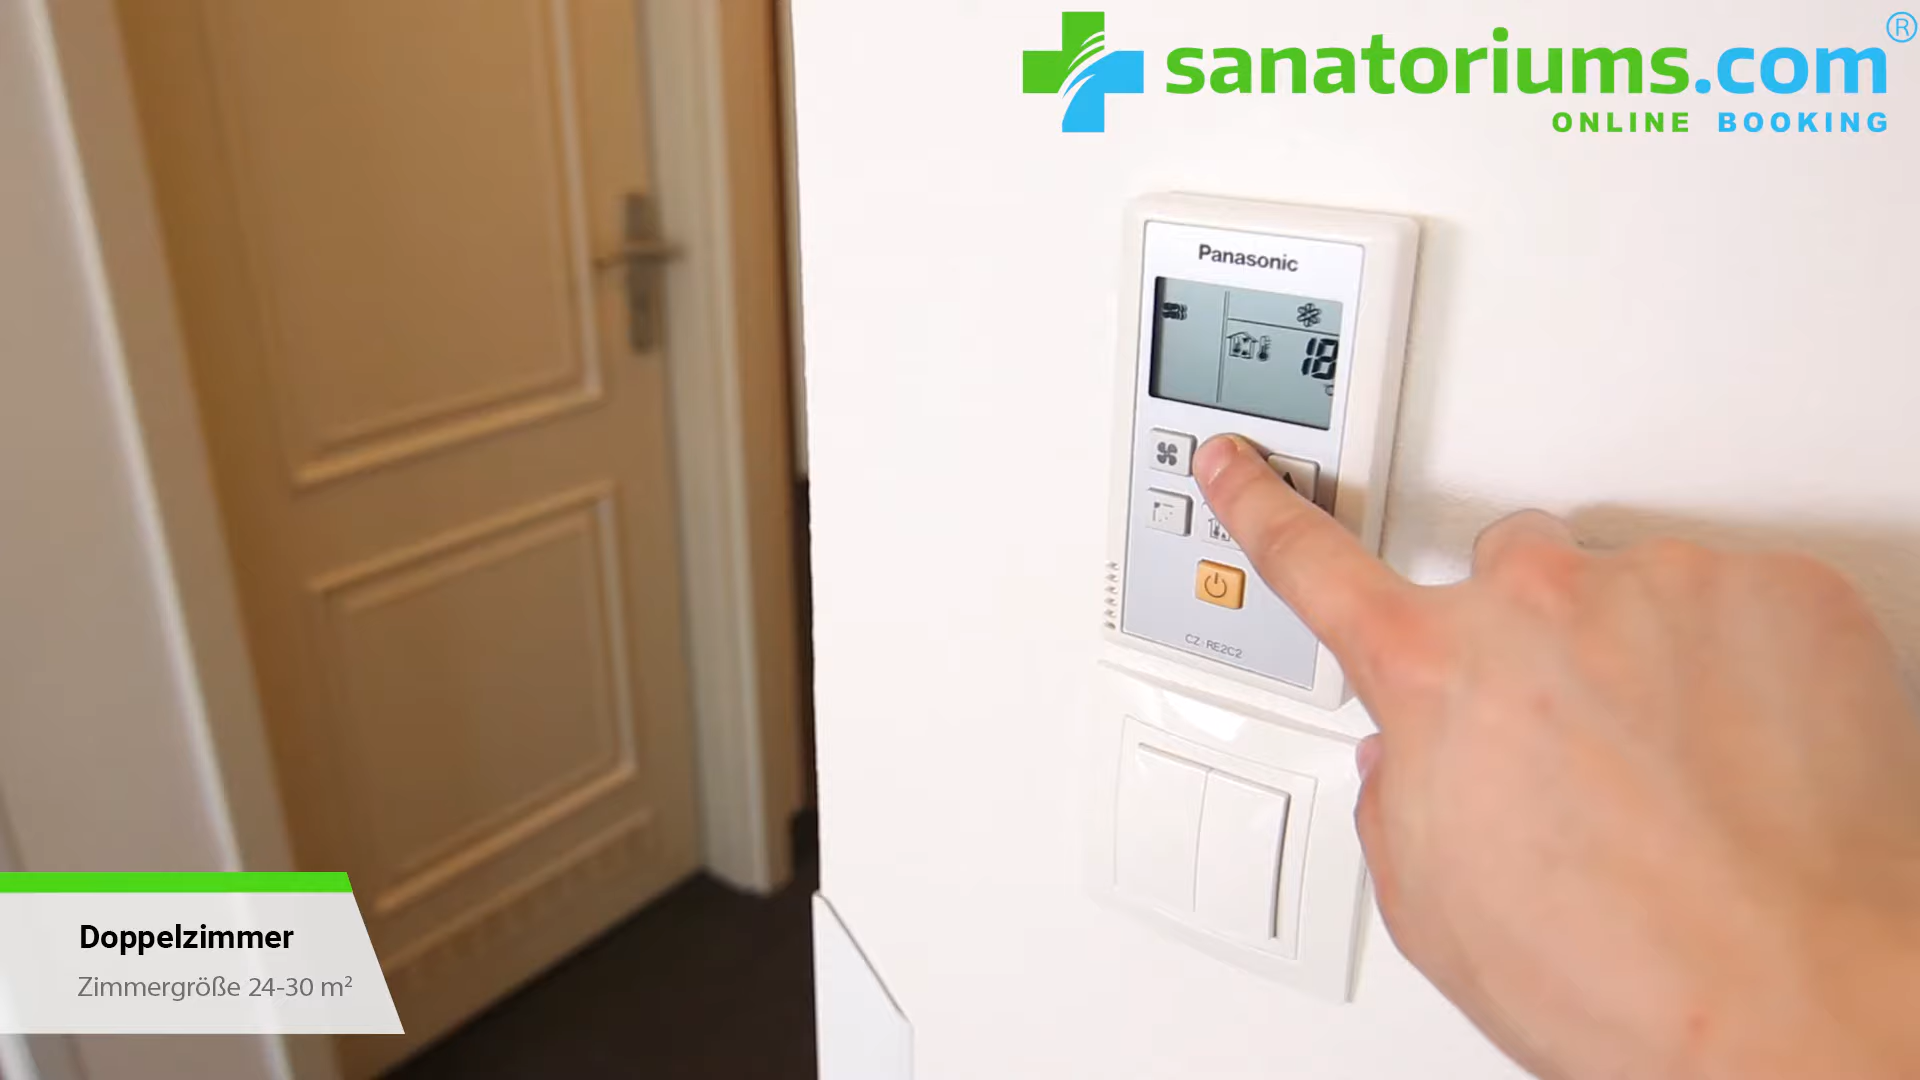 sanatoriums.com®
ONLINE BOOKING
Panasonic
18
CZ-RE2C2
Doppelzimmer
Zimmergröße 24-30 m²